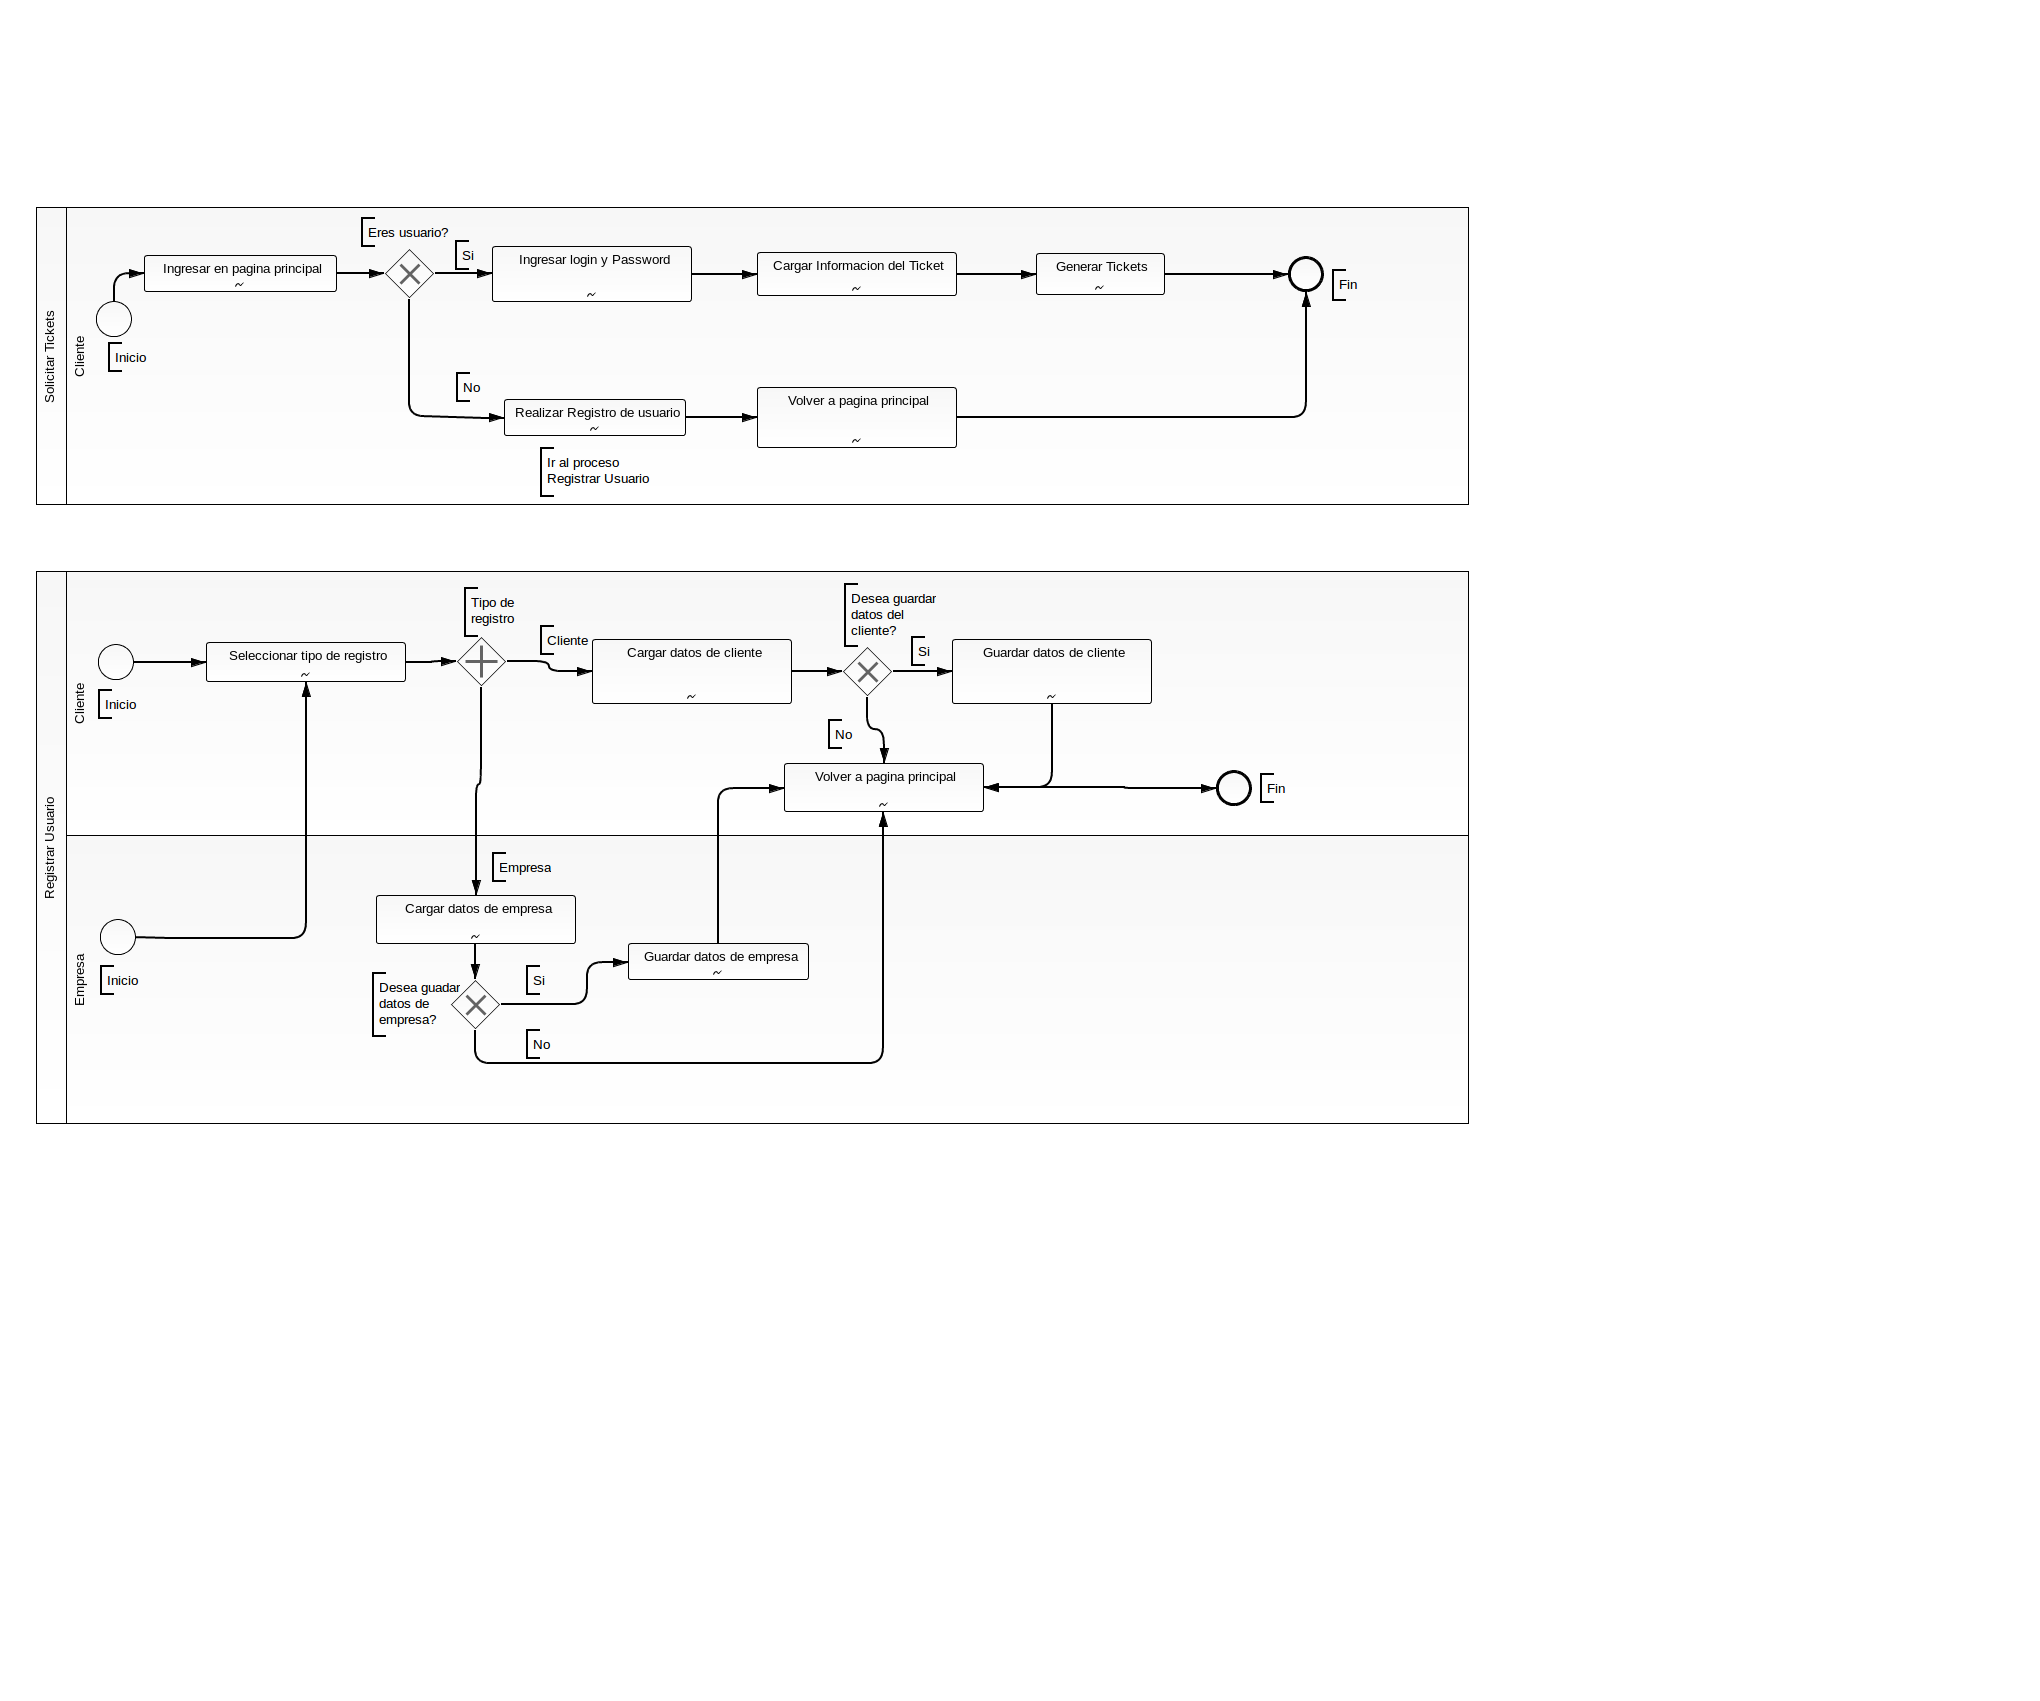 Solicitar Tickets
Cliente
Eres usuario?
Si
Ingresar en pagina principal
Ingresar login y Password
Cargar Informacion del Ticket
Generar Tickets
Fin
Inicio
No
Realizar Registro de usuario
Volver a pagina principal
Ir al proceso
Registrar Usuario
Registrar Usuario
Cliente
Tipo de
registro
Desea guardar
datos del
cliente?
Cliente
Si
Seleccionar tipo de registro
Cargar datos de cliente
Guardar datos de cliente
Inicio
No
Volver a pagina principal
Fin
Empresa
Empresa
Cargar datos de empresa
Guardar datos de empresa
Inicio
Desea guadar
datos de
empresa?
Si
No